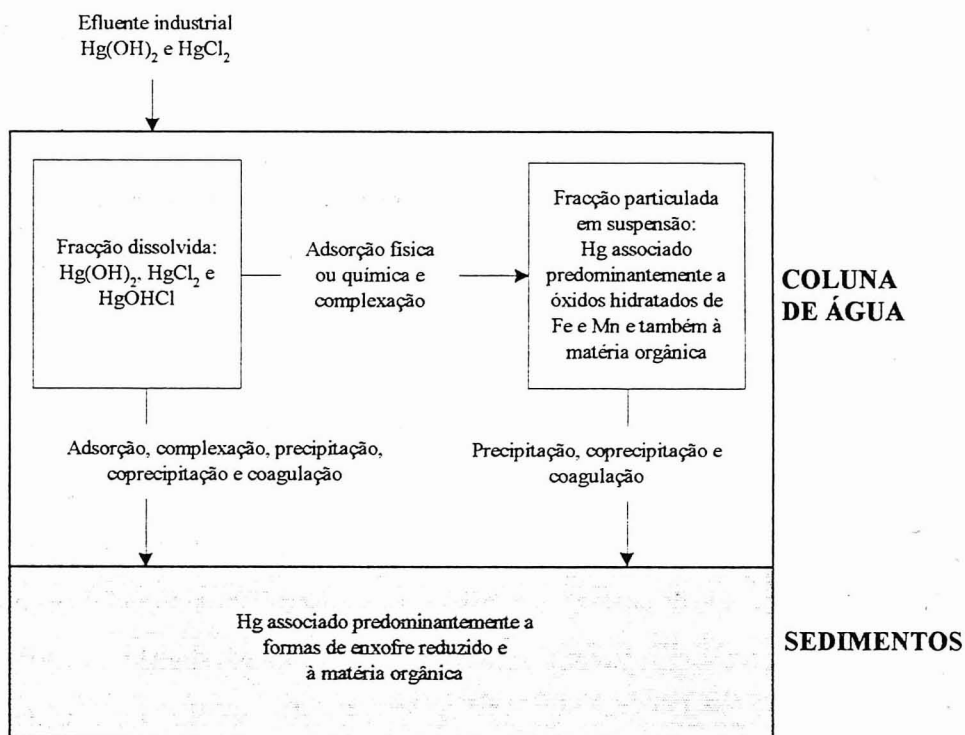 Efluente industrial
Hg(OH)₂ e HgCl₂
Fracção dissolvida:
Hg(OH)₂. HgCl₂ e
HgOHCl
Adsorção física
ou química e
complexação
Fracção particulada
em suspensão:
Hg associado
predominantemente a
óxidos hidratados de
Fe e Mn e também à
matéria orgânica
COLUNA
DE ÁGUA
Adsorção, complexação, precipitação,
coprecipitação e coagulação
Precipitação, coprecipitação e
coagulação
Hg associado predominantemente a
formas de enxofre reduzido e
à matéria orgânica
SEDIMENTOS